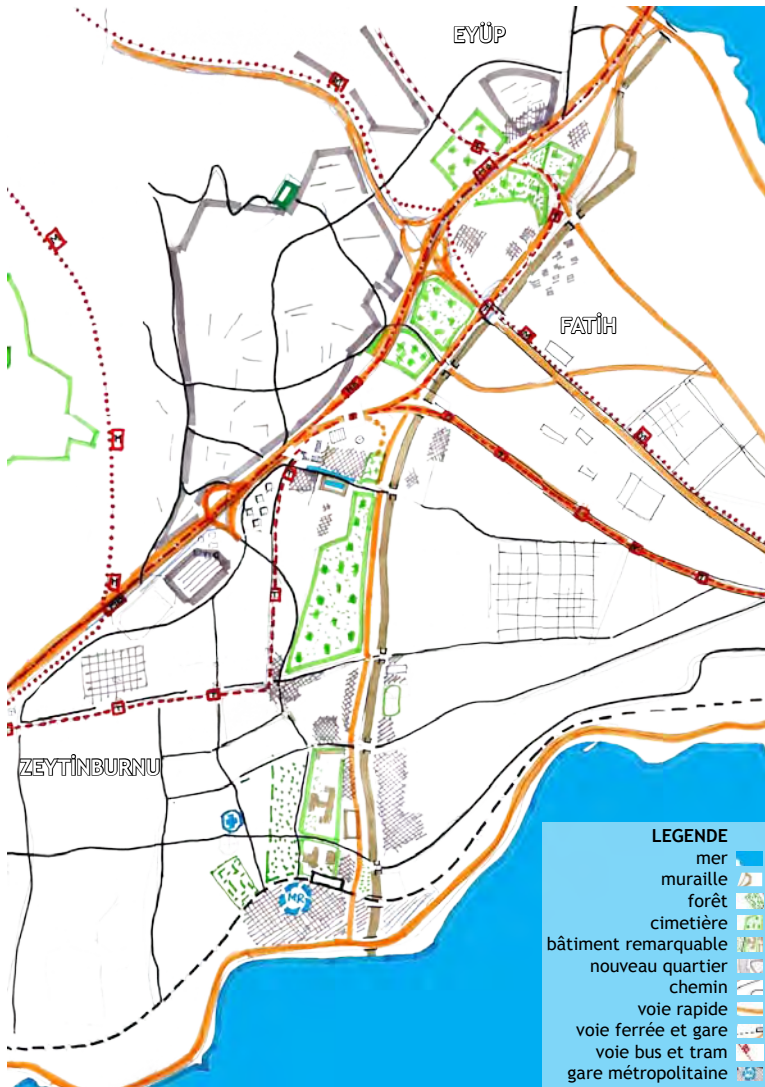 EYÜP
FATİH
ZEYTİNBURNU
MR
LEGENDE
mer
muraille
forêt
cimetière
bâtiment remarquable
nouveau quartier
chemin
voie rapide
voie ferrée et gare
voie bus et tram
gare métropolitaine